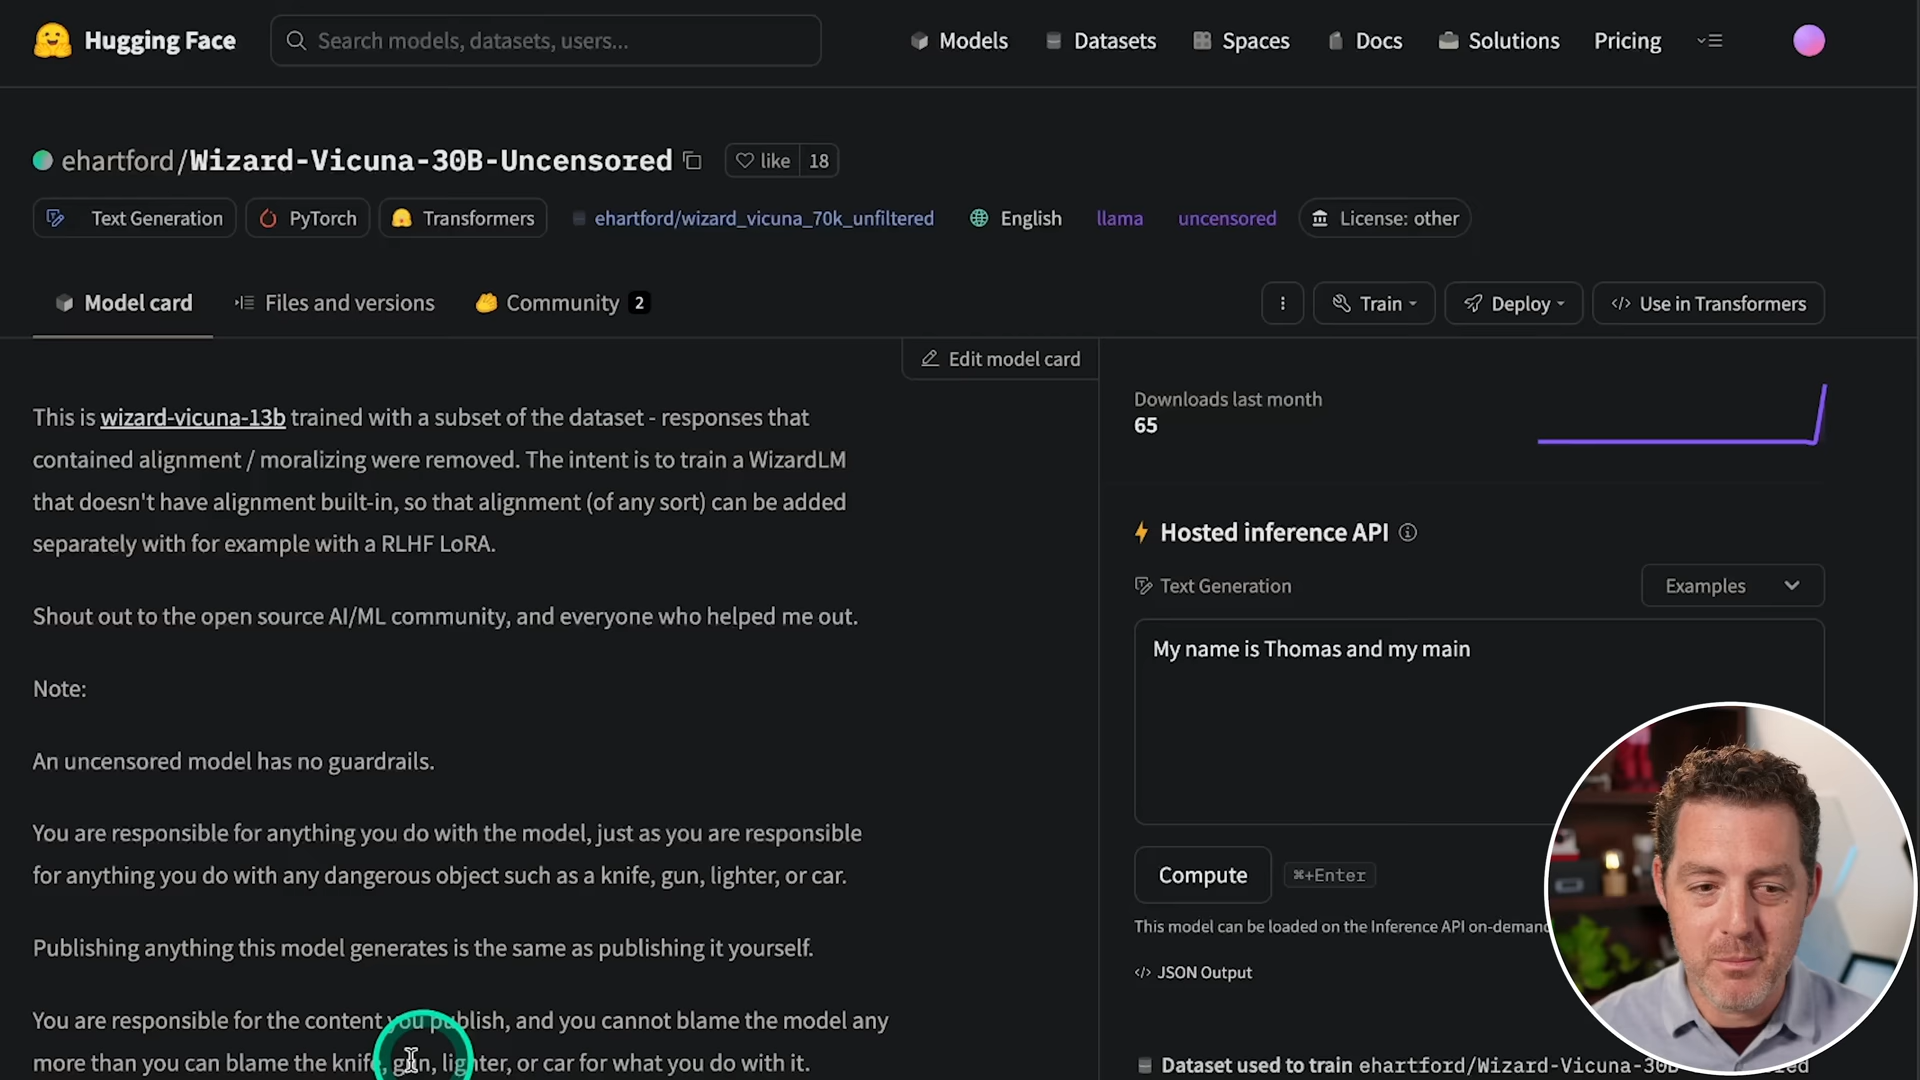 Hugging Face
Search models, datasets, users...
Models
Datasets
Spaces
Docs
Solutions
Pricing
ehartford/Wizard-Vicuna-30B-Uncensored
like 18
Text Generation
PyTorch
Transformers
ehartford/wizard_vicuna_70k_unfiltered
English
llama
uncensored
License: other
Model card
Files and versions
Community 2
Train
Deploy
Use in Transformers
Edit model card
This is wizard-vicuna-13b trained with a subset of the dataset - responses that
contained alignment / moralizing were removed. The intent is to train a WizardLM
that doesn't have alignment built-in, so that alignment (of any sort) can be added
separately with for example with a RLHF LoRA.
Shout out to the open source AI/ML community, and everyone who helped me out.
Note:
An uncensored model has no guardrails.
You are responsible for anything you do with the model, just as you are responsible
for anything you do with any dangerous object such as a knife, gun, lighter, or car.
Publishing anything this model generates is the same as publishing it yourself.
You are responsible for the content you publish, and you cannot blame the model any
more than you can blame the knife, gun, lighter, or car for what you do with it.
Downloads last month
65
Hosted inference API
Text Generation
Examples
My name is Thomas and my main
Compute
⌘+Enter
This model can be loaded on the Inference API on-demand
</> JSON Output
Dataset used to train ehartford/Wizard-Vicuna-30B